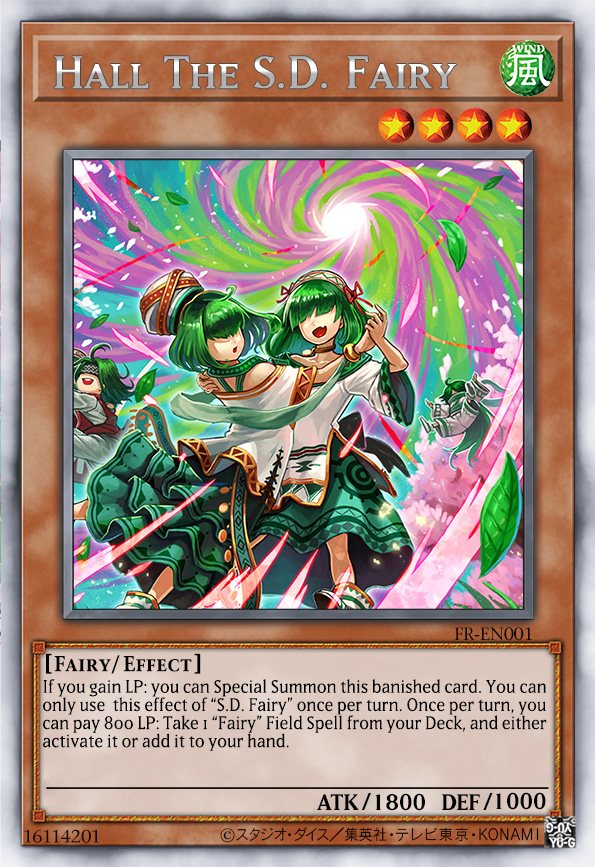 HALL THE S.D. FAIRY
WIND
風
FR-EN001
[FAIRY/EFFECT]
If you gain LP: you can Special Summon this banished card. You can
only use this effect of “S.D. Fairy” once per turn. Once per turn, you
can pay 800 LP: Take 1 “Fairy” Field Spell from your Deck, and either
activate it or add it to your hand.
ATK/1800 DEF/1000
16114201
©スタジオ・ダイス／集英社・テレビ東京・KONAMI